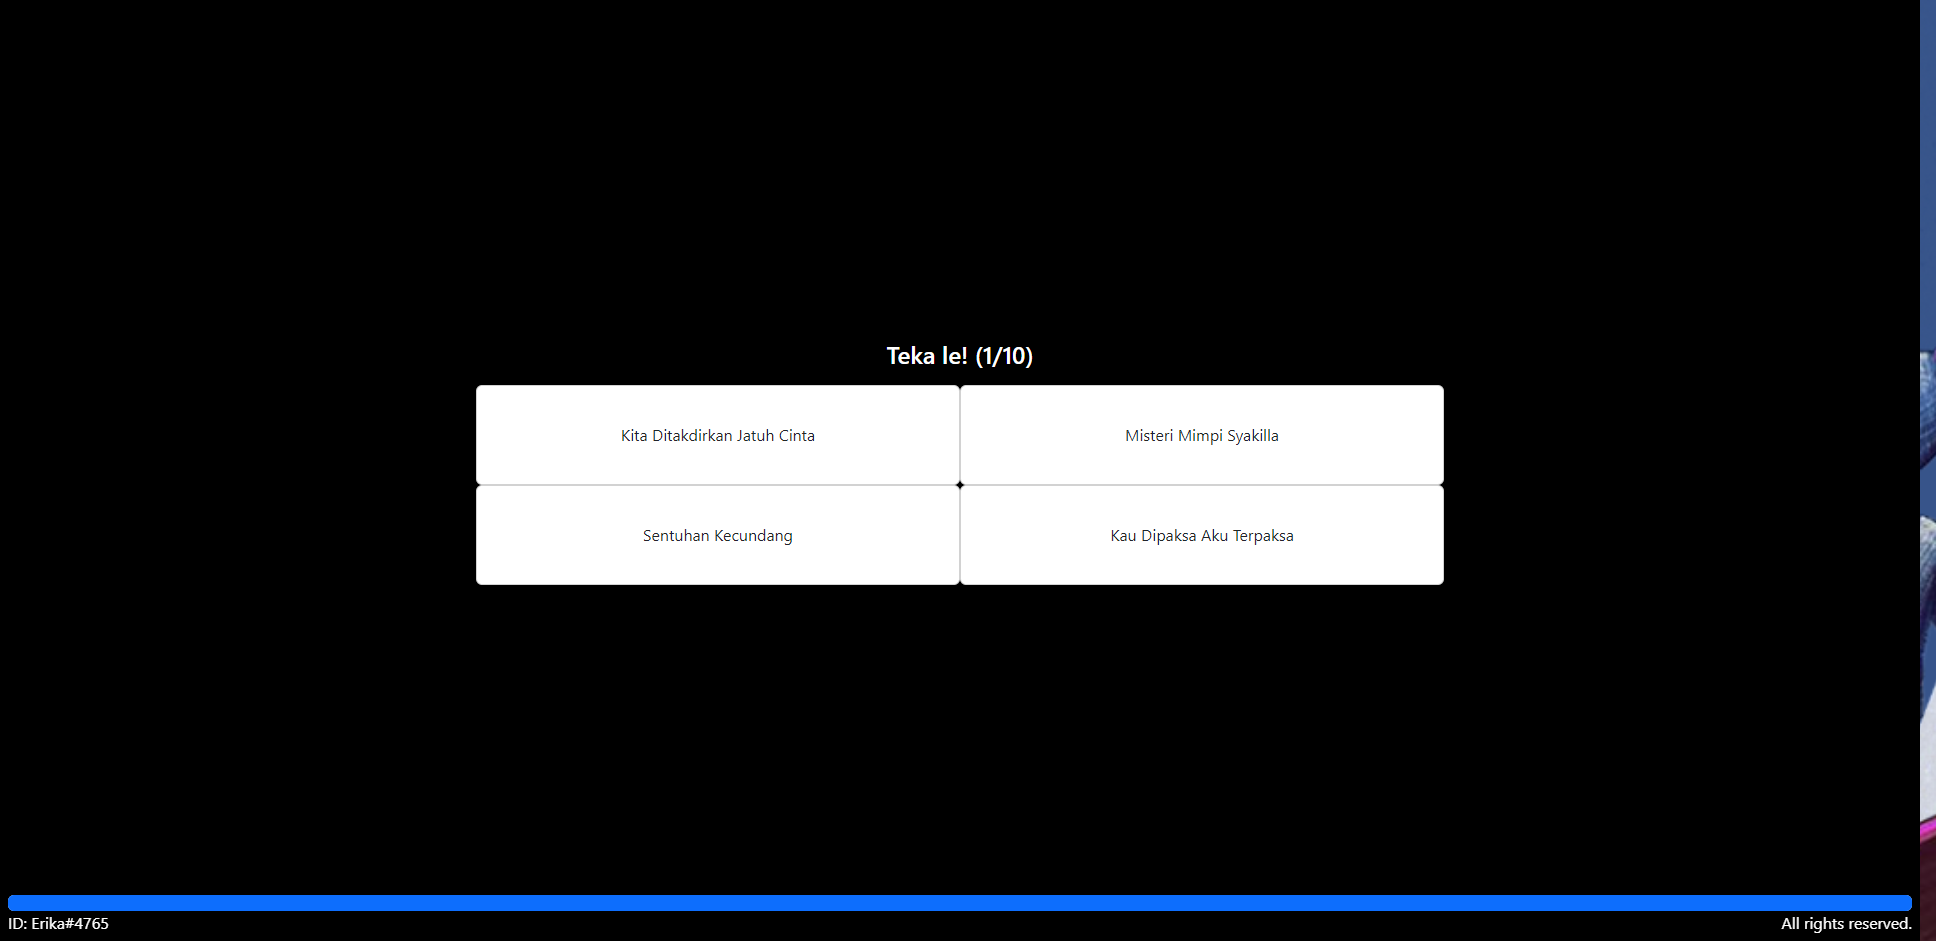 Teka le! (1/10)
Kita Ditakdirkan Jatuh Cinta
Misteri Mimpi Syakilla
Sentuhan Kecundang
Kau Dipaksa Aku Terpaksa
ID: Erika#4765
All rights reserved.